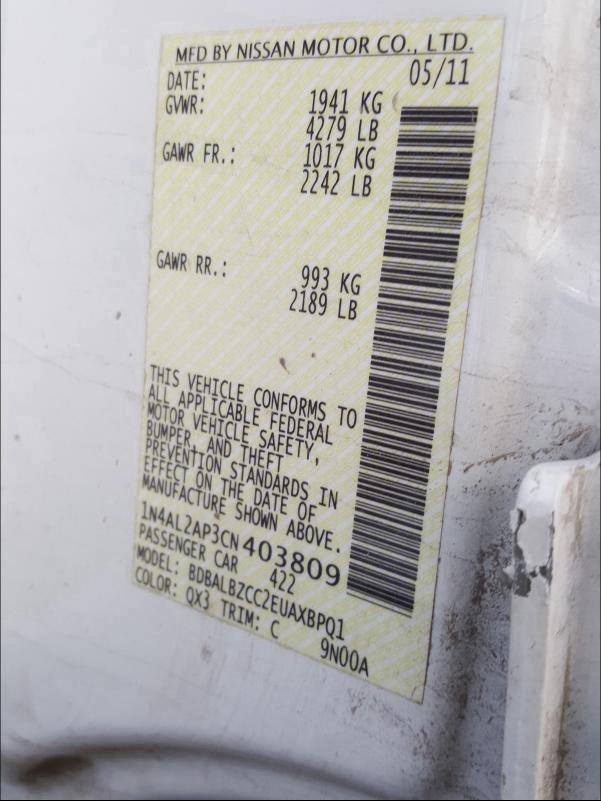 MFD BY NISSAN MOTOR CO., LTD.
DATE: 05/11
GVWR: 1941 KG
4279 LB
GAWR FR.: 1017 KG
2242 LB
GAWR RR.: 993 KG
2189 LB
THIS VEHICLE CONFORMS TO
ALL APPLICABLE FEDERAL
MOTOR VEHICLE SAFETY,
BUMPER, AND THEFT
PREVENTION STANDARDS IN
EFFECT ON THE DATE OF
MANUFACTURE SHOWN ABOVE.
1N4AL2AP3CN403809
PASSENGER CAR 422
MODEL: BDBALBZCC2EUAXBPQ1
COLOR: QX3 TRIM: C 9N00A